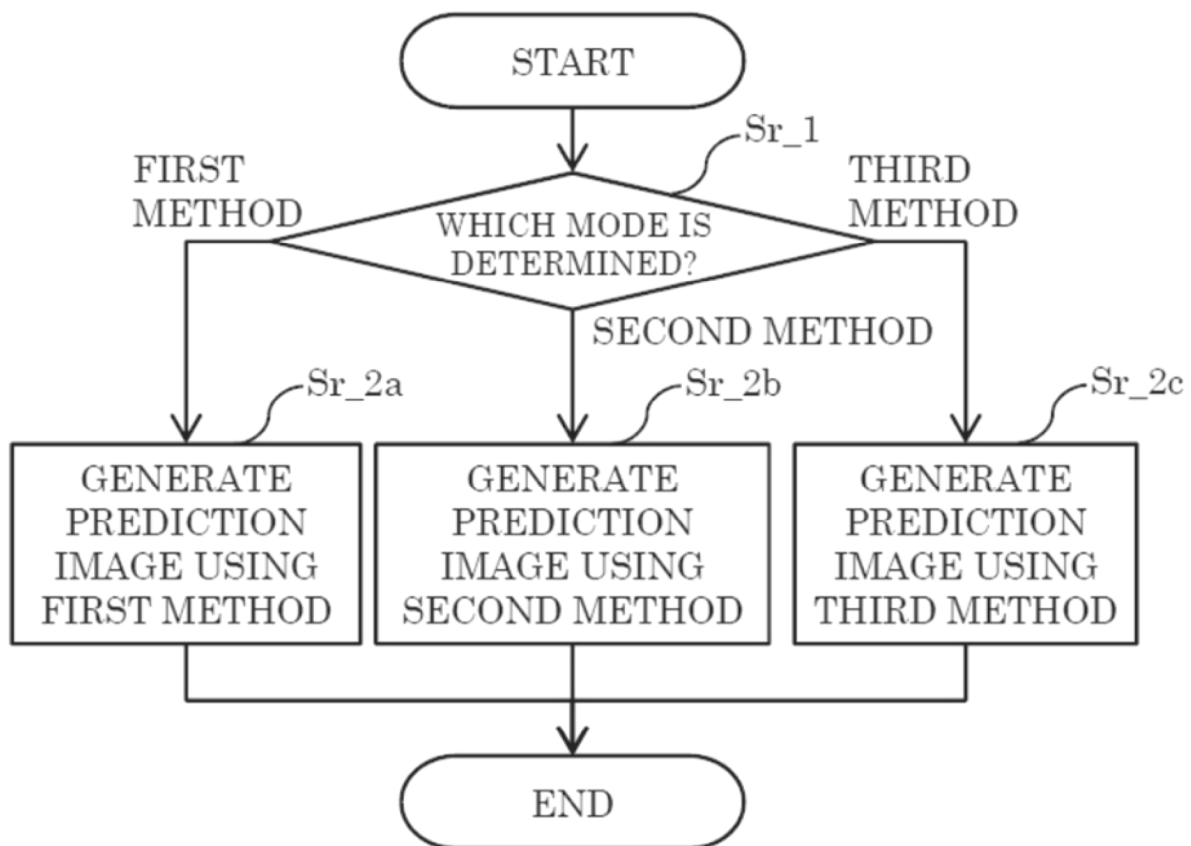 START
Sr_1
FIRST
METHOD
THIRD
METHOD
WHICH MODE IS
DETERMINED?
SECOND METHOD
Sr_2a
Sr_2b
Sr_2c
GENERATE
PREDICTION
IMAGE USING
FIRST METHOD
GENERATE
PREDICTION
IMAGE USING
SECOND METHOD
GENERATE
PREDICTION
IMAGE USING
THIRD METHOD
END